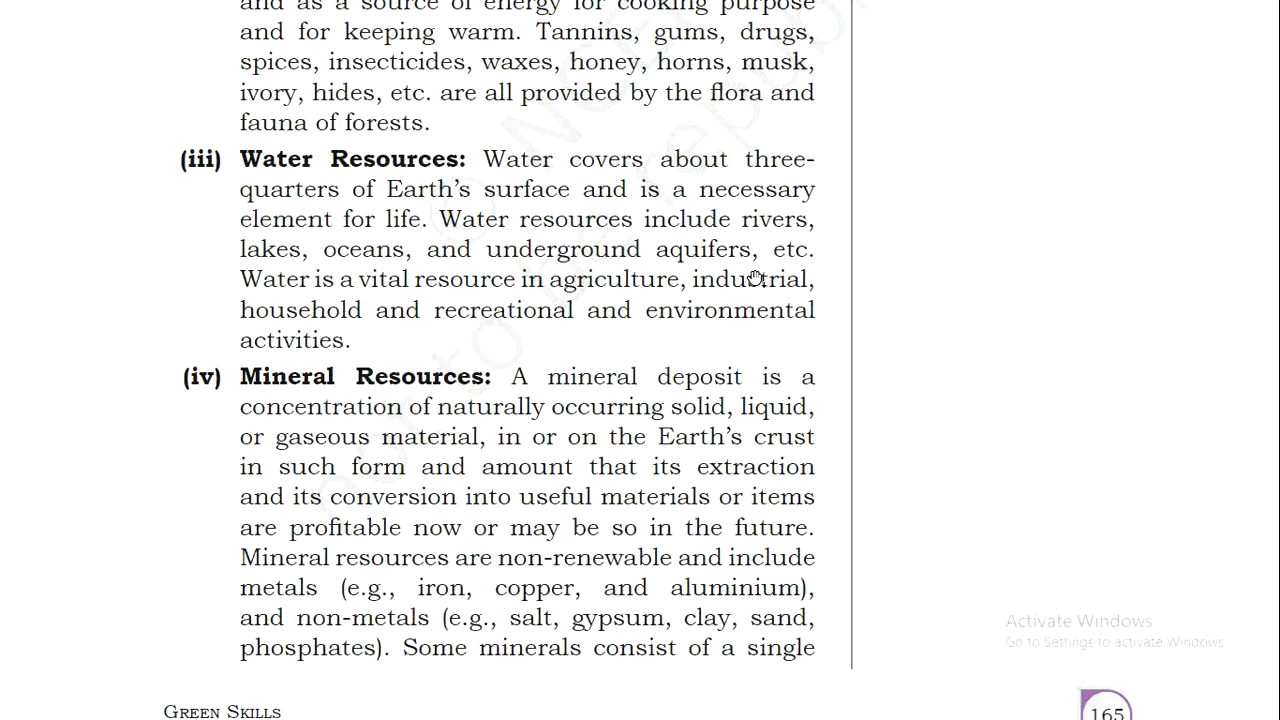 and as a source of energy for cooking purpose
and for keeping warm. Tannins, gums, drugs,
spices, insecticides, waxes, honey, horns, musk,
ivory, hides, etc. are all provided by the flora and
fauna of forests.
(iii) Water Resources: Water covers about three-
quarters of Earth's surface and is a necessary
element for life. Water resources include rivers,
lakes, oceans, and underground aquifers, etc.
Water is a vital resource in agriculture, industrial,
household and recreational and environmental
activities.
(iv) Mineral Resources: A mineral deposit is a
concentration of naturally occurring solid, liquid,
or gaseous material, in or on the Earth's crust
in such form and amount that its extraction
and its conversion into useful materials or items
are profitable now or may be so in the future.
Mineral resources are non-renewable and include
metals (e.g., iron, copper, and aluminium),
and non-metals (e.g., salt, gypsum, clay, sand,
phosphates). Some minerals consist of a single
Activate Windows
Go to Settings to activate Windows
GREEN SKILLS
165